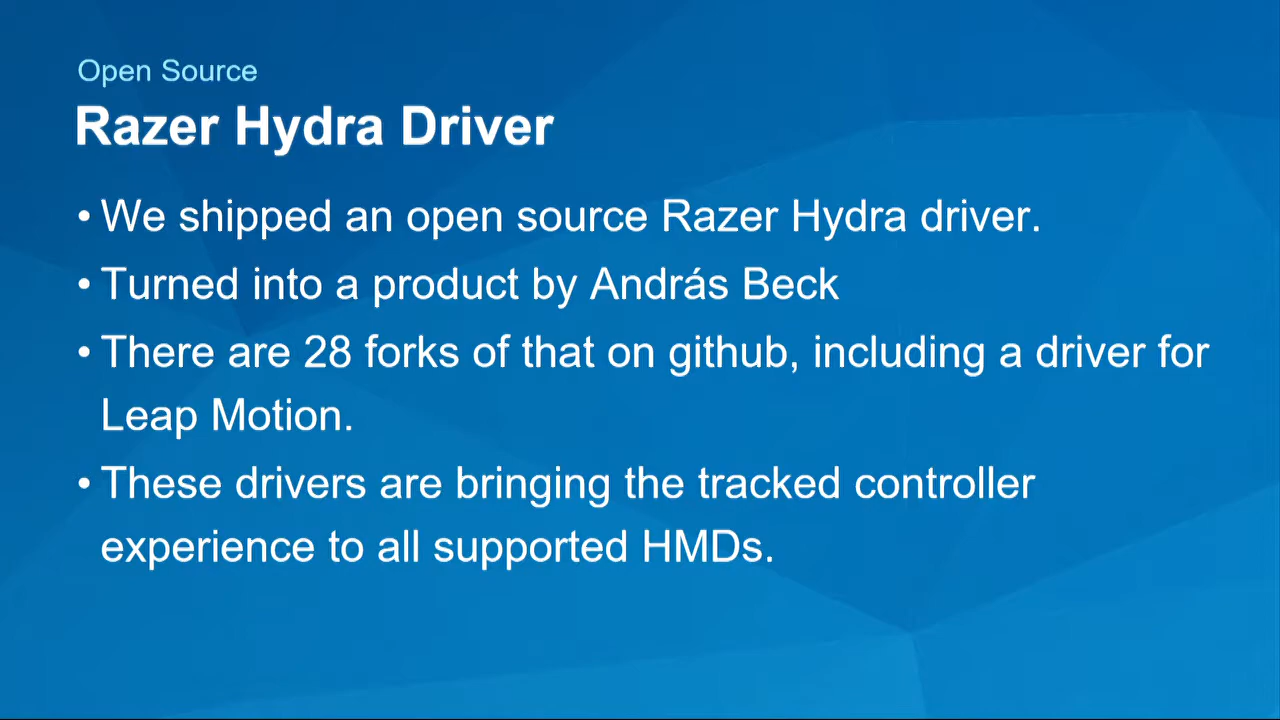 Open Source
Razer Hydra Driver
• We shipped an open source Razer Hydra driver.
• Turned into a product by András Beck
• There are 28 forks of that on github, including a driver for
Leap Motion.
• These drivers are bringing the tracked controller
experience to all supported HMDs.